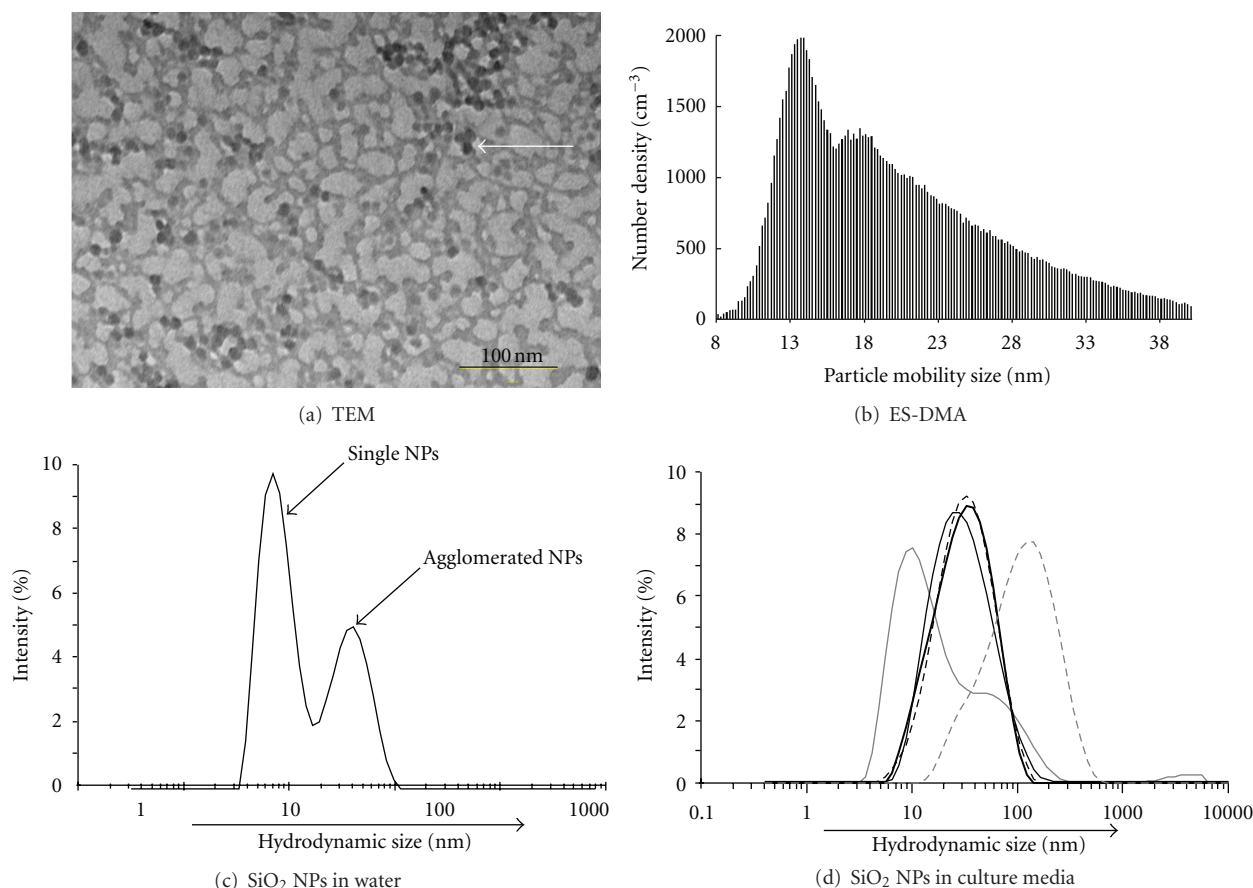 100 nm
(a) TEM
Number density (cm⁻³)
2000
1500
1000
500
0
8 13 18 23 28 33 38
Particle mobility size (nm)
(b) ES-DMA
Single NPs
Agglomerated NPs
Intensity (%)
10
8
6
4
2
0
1 10 100 1000
Hydrodynamic size (nm)
(c) SiO₂ NPs in water
Intensity (%)
10
8
6
4
2
0
0.1 1 10 100 1000 10000
Hydrodynamic size (nm)
(d) SiO₂ NPs in culture media